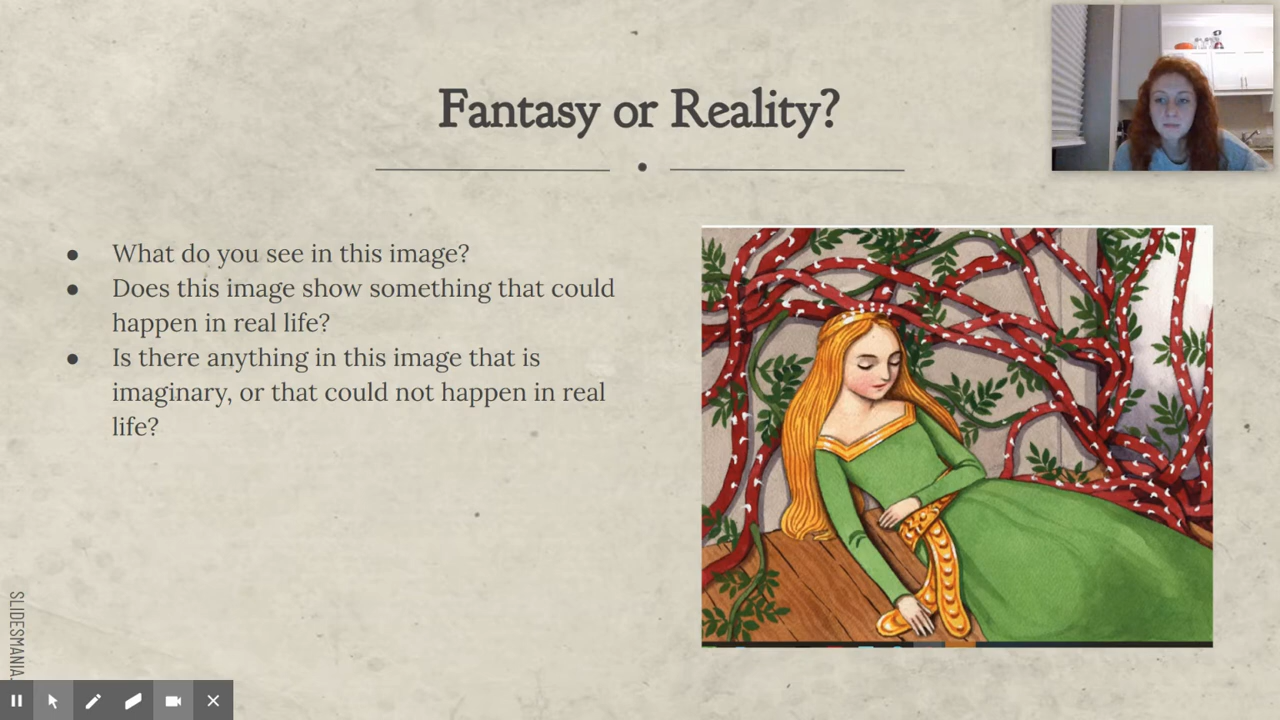 Fantasy or Reality?
● What do you see in this image?
● Does this image show something that could
happen in real life?
● Is there anything in this image that is
imaginary, or that could not happen in real
life?
SLIDESMANIA.